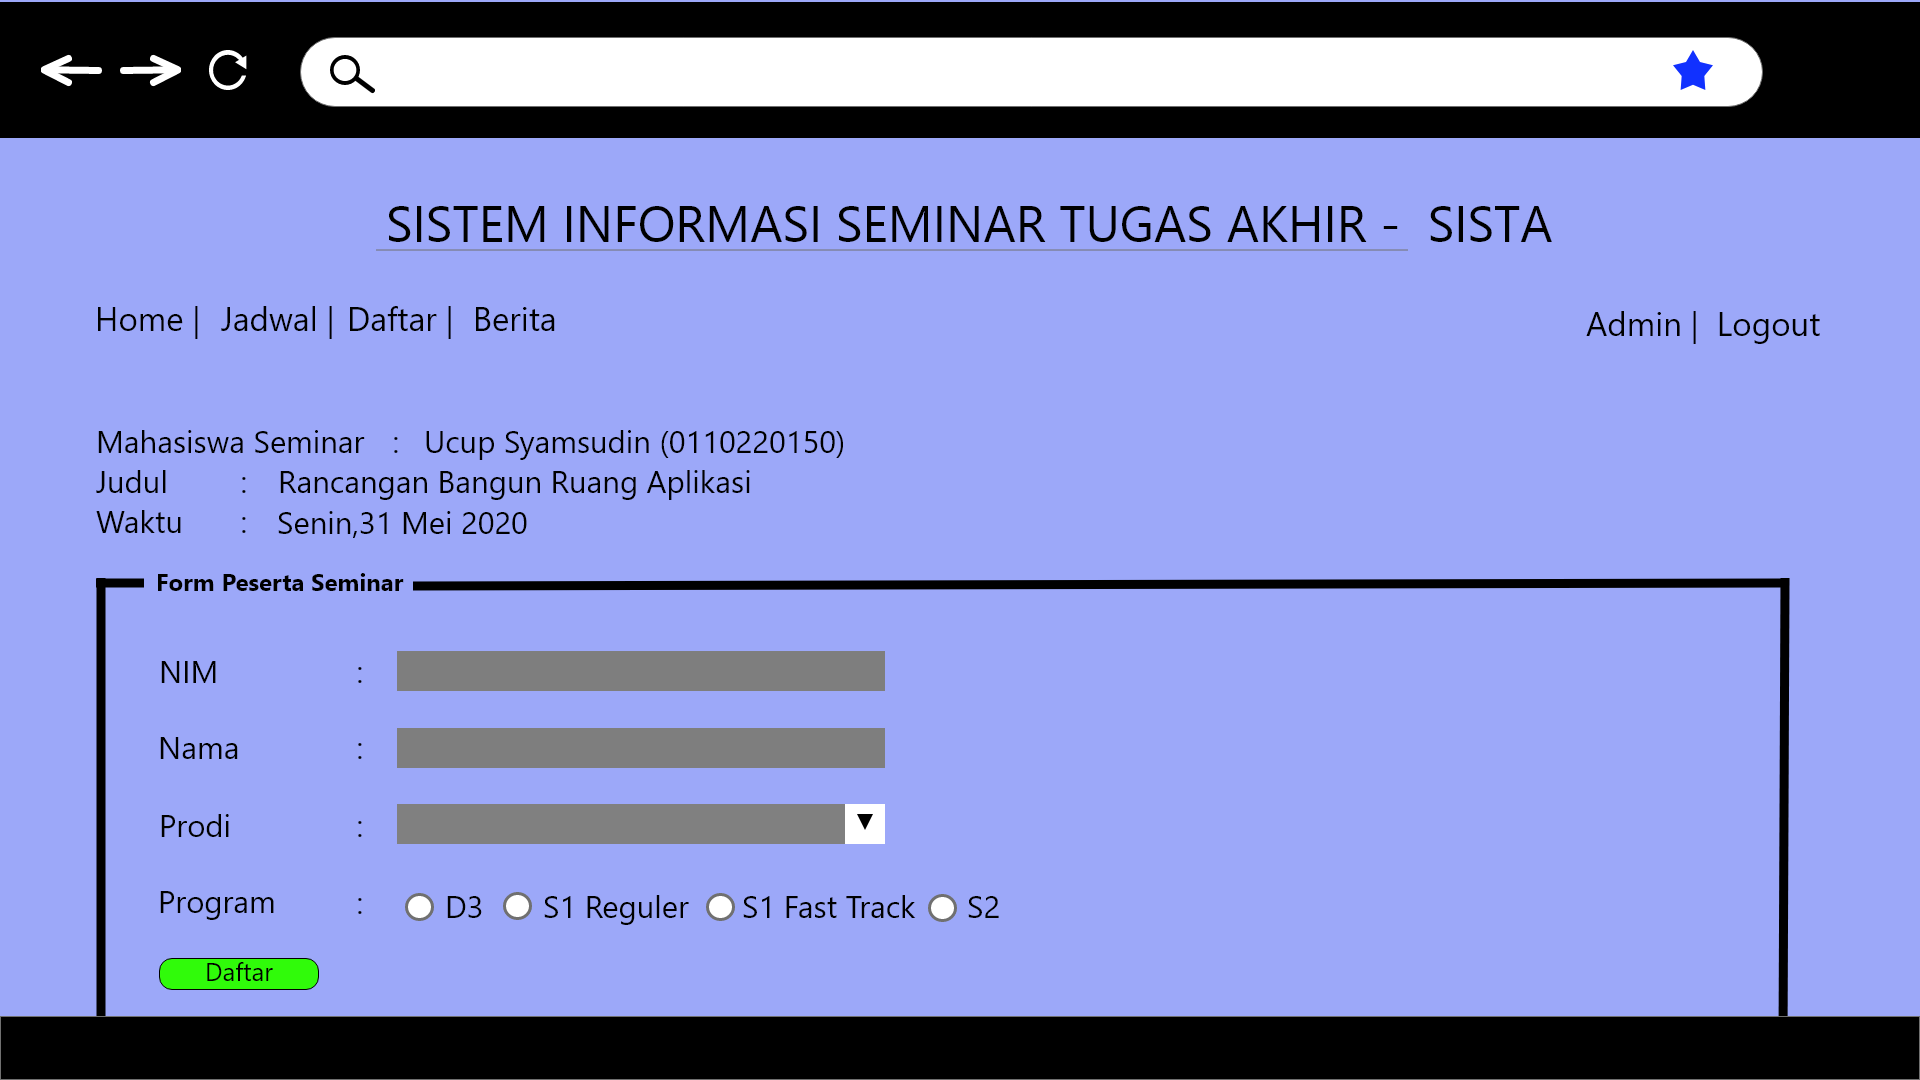 SISTEM INFORMASI SEMINAR TUGAS AKHIR - SISTA
Home | Jadwal | Daftar | Berita
Admin | Logout
Mahasiswa Seminar : Ucup Syamsudin (0110220150)
Judul : Rancangan Bangun Ruang Aplikasi
Waktu : Senin,31 Mei 2020
Form Peserta Seminar
NIM :
Nama :
Prodi :
Program : D3 S1 Reguler S1 Fast Track S2
Daftar